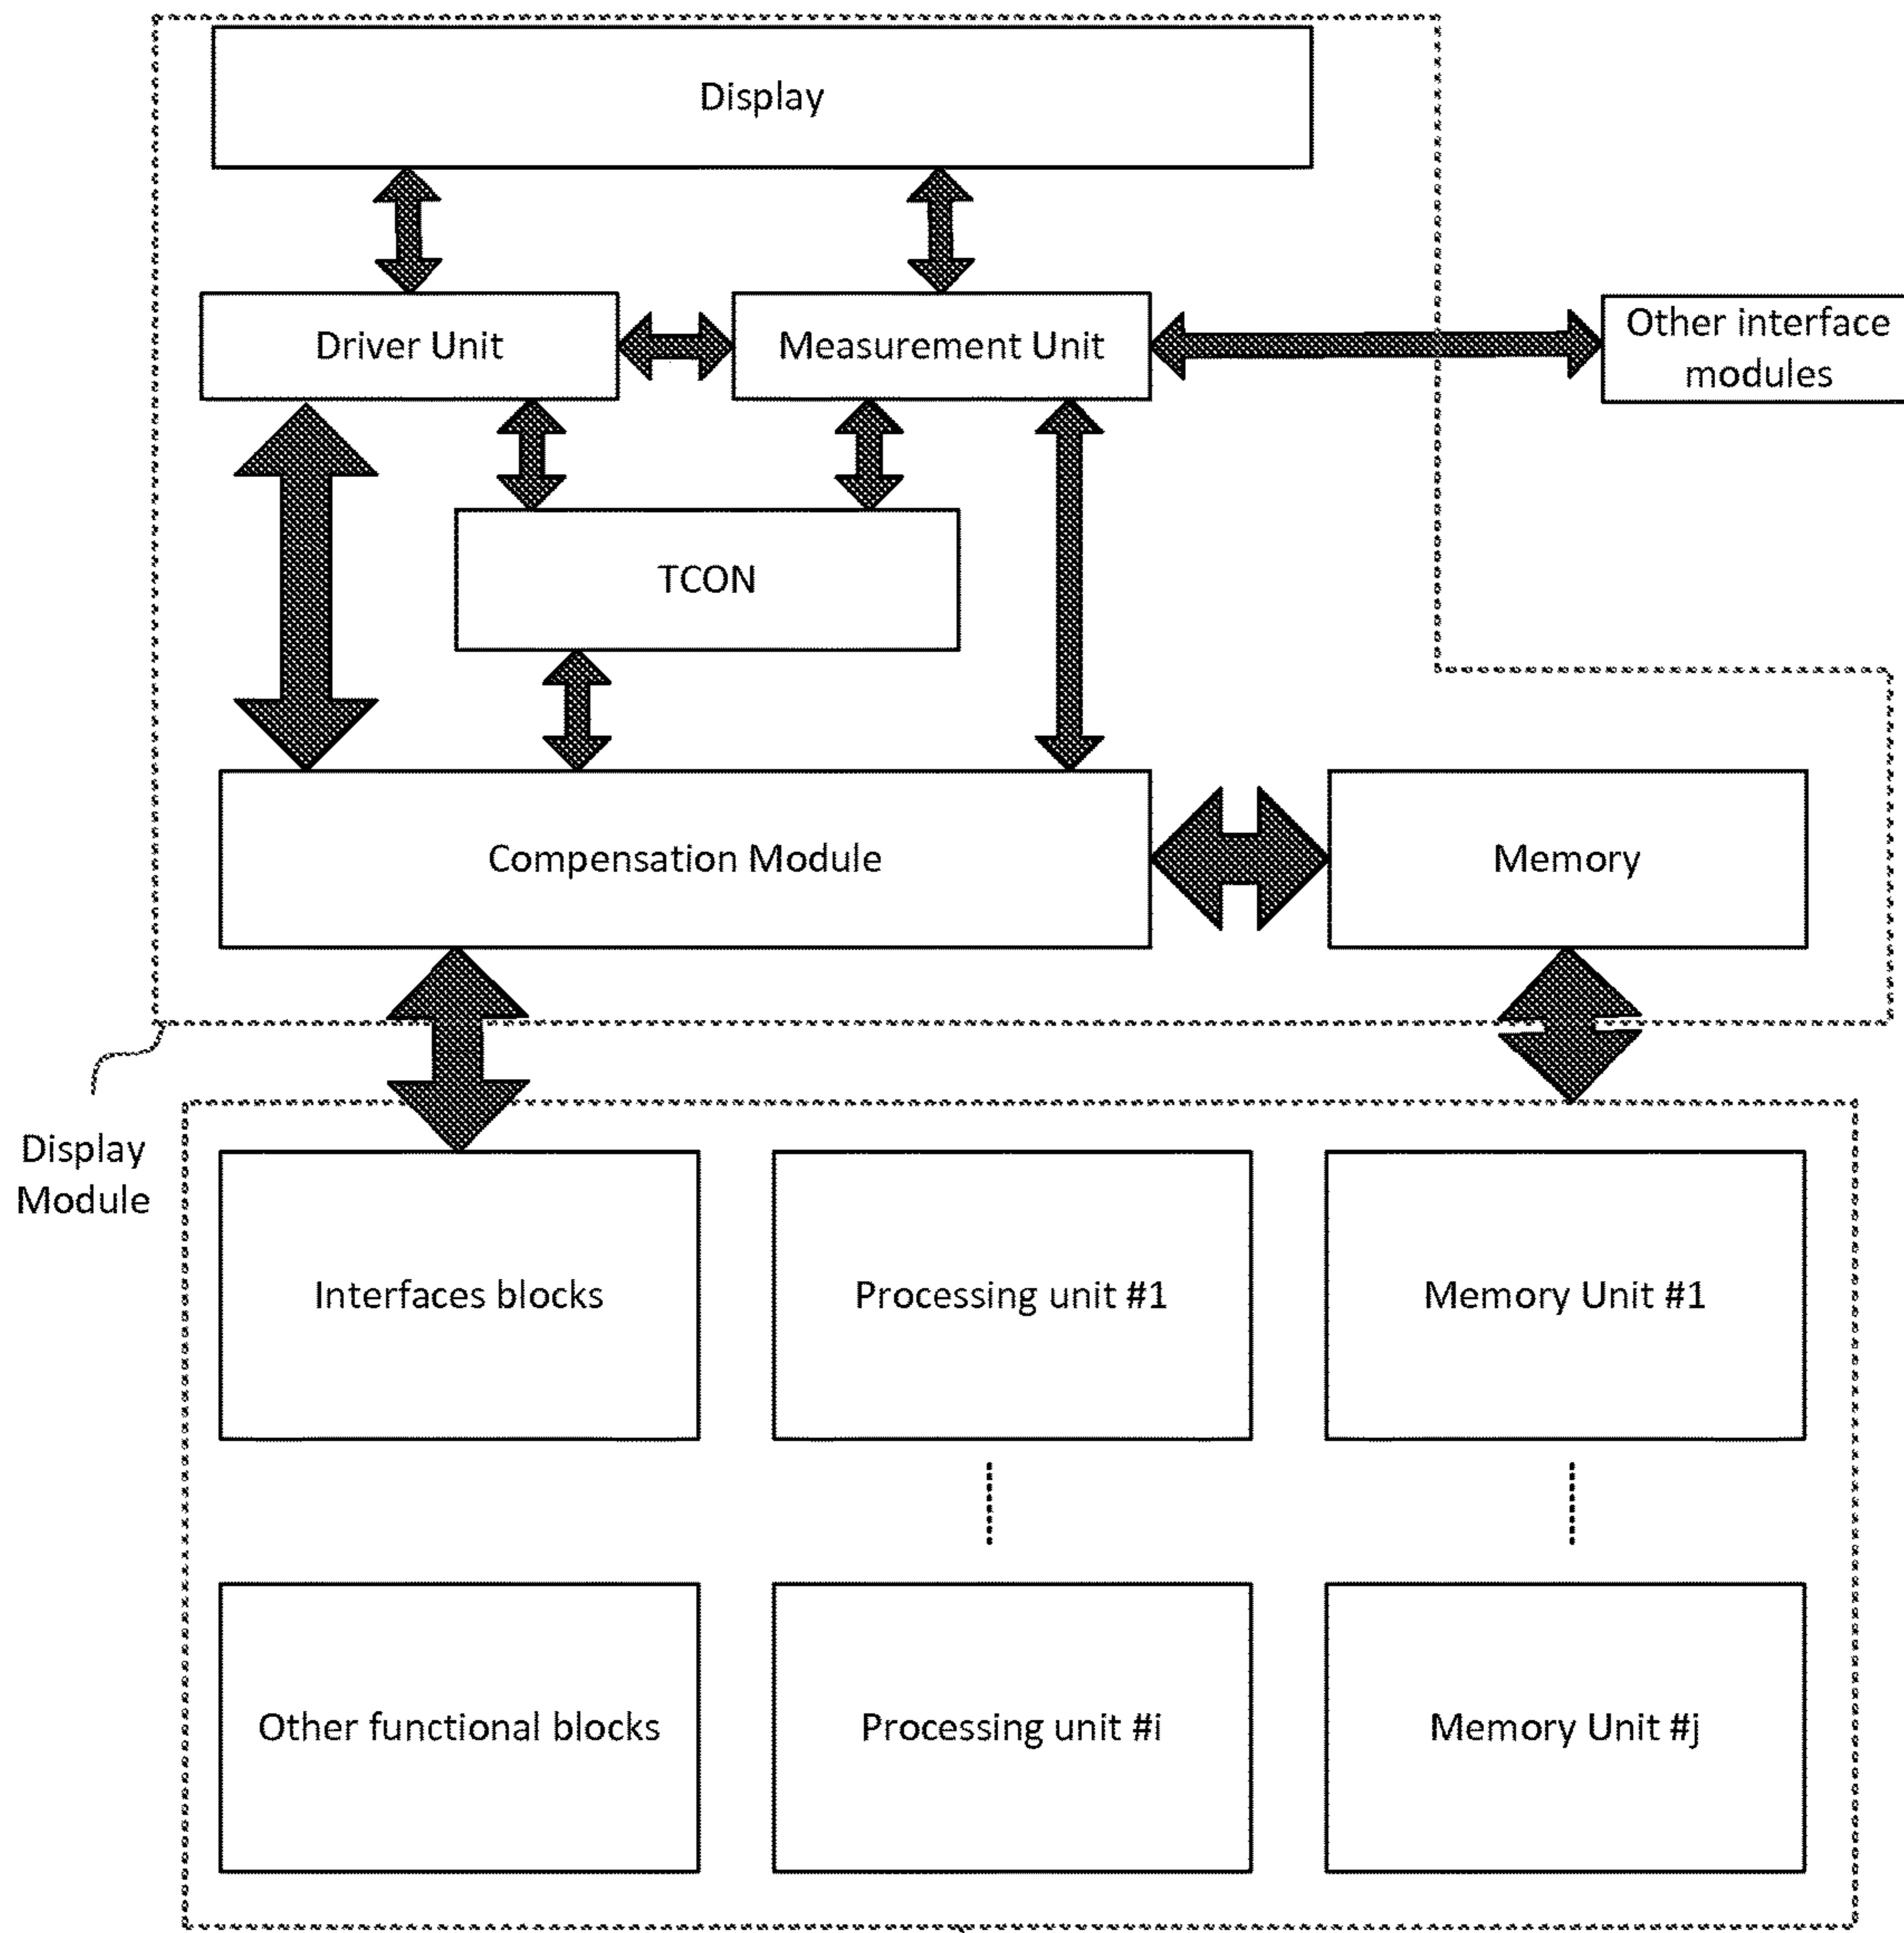 Display
Driver Unit
Measurement Unit
Other interface
modules
TCON
Compensation Module
Memory
Display
Module
Interfaces blocks
Processing unit #1
Memory Unit #1
Other functional blocks
Processing unit #i
Memory Unit #j